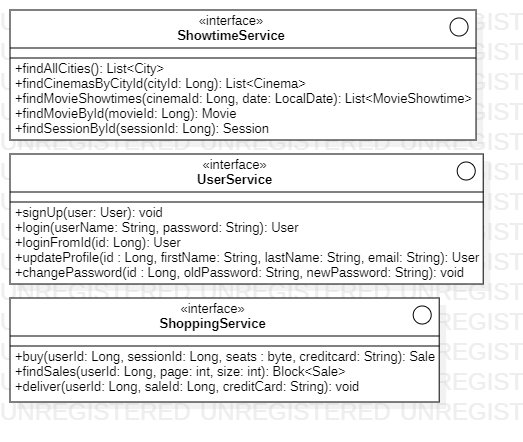 «interface»
ShowtimeService
+findAllCities(): List<City>
+findCinemasByCityId(cityId: Long): List<Cinema>
+findMovieShowtimes(cinemaId: Long, date: LocalDate): List<MovieShowtime>
+findMovieById(movieId: Long): Movie
+findSessionById(sessionId: Long): Session
«interface»
UserService
+signUp(user: User): void
+login(userName: String, password: String): User
+loginFromId(id: Long): User
+updateProfile(id : Long, firstName: String, lastName: String, email: String): User
+changePassword(id : Long, oldPassword: String, newPassword: String): void
«interface»
ShoppingService
+buy(userId: Long, sessionId: Long, seats : byte, creditcard: String): Sale
+findSales(userId: Long, page: int, size: int): Block<Sale>
+deliver(userId: Long, saleId: Long, creditCard: String): void
UNREGISTERED UNREGISTERED UNREGIST